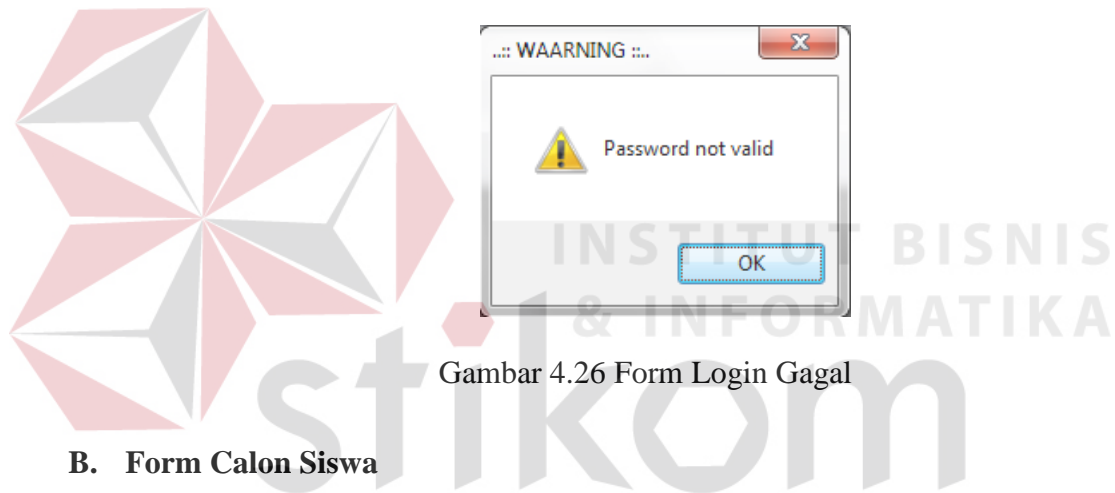 ..:: WAARNING ::..
Password not valid
OK
INSTITUT BISNIS
& INFORMATIKA
stikom
Gambar 4.26 Form Login Gagal
B. Form Calon Siswa